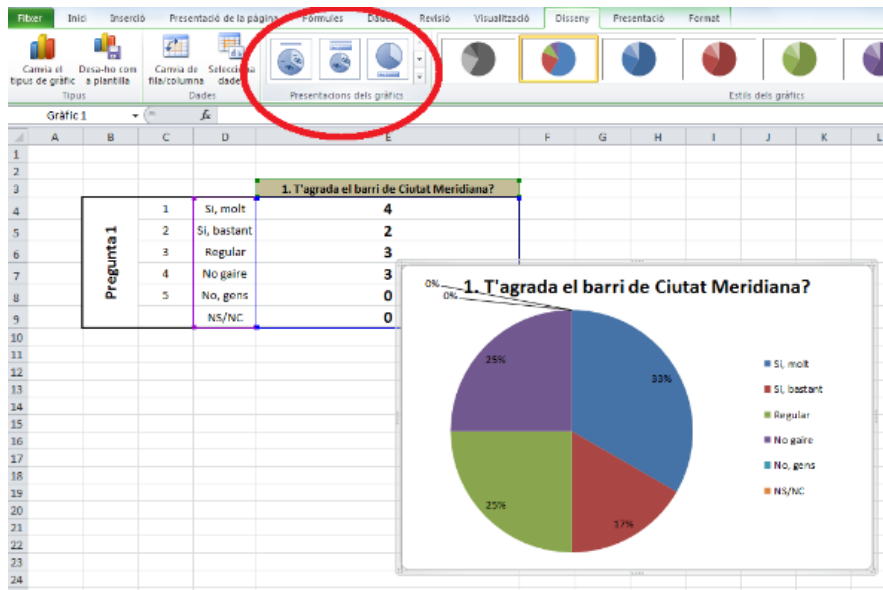 Fitxer Inici Inserció Presentació de la pàgina Fórmules Dades Revisió Visualització Disseny Presentació Format
Canvia el tipus de gràfic
Desa-ho com a plantilla
Canvia de fila/columna
Selecciona dades
Tipus Dades Presentacions dels gràfics Estils dels gràfics
Gràfic 1 fx
A B C D E F G H I J K L
1
2
3 1. T'agrada el barri de Ciutat Meridiana?
4 1 Si, molt 4
5 2 Si, bastant 2
6 3 Regular 3
7 4 No gaire 3
8 5 No, gens 0
9 NS/NC 0
Pregunta 1
10
11
12
13
14
15
16
17
18
19
20
21
22
23
24
1. T'agrada el barri de Ciutat Meridiana?
0%
0%
25%
33%
25%
17%
Si, molt
Si, bastant
Regular
No gaire
No, gens
NS/NC